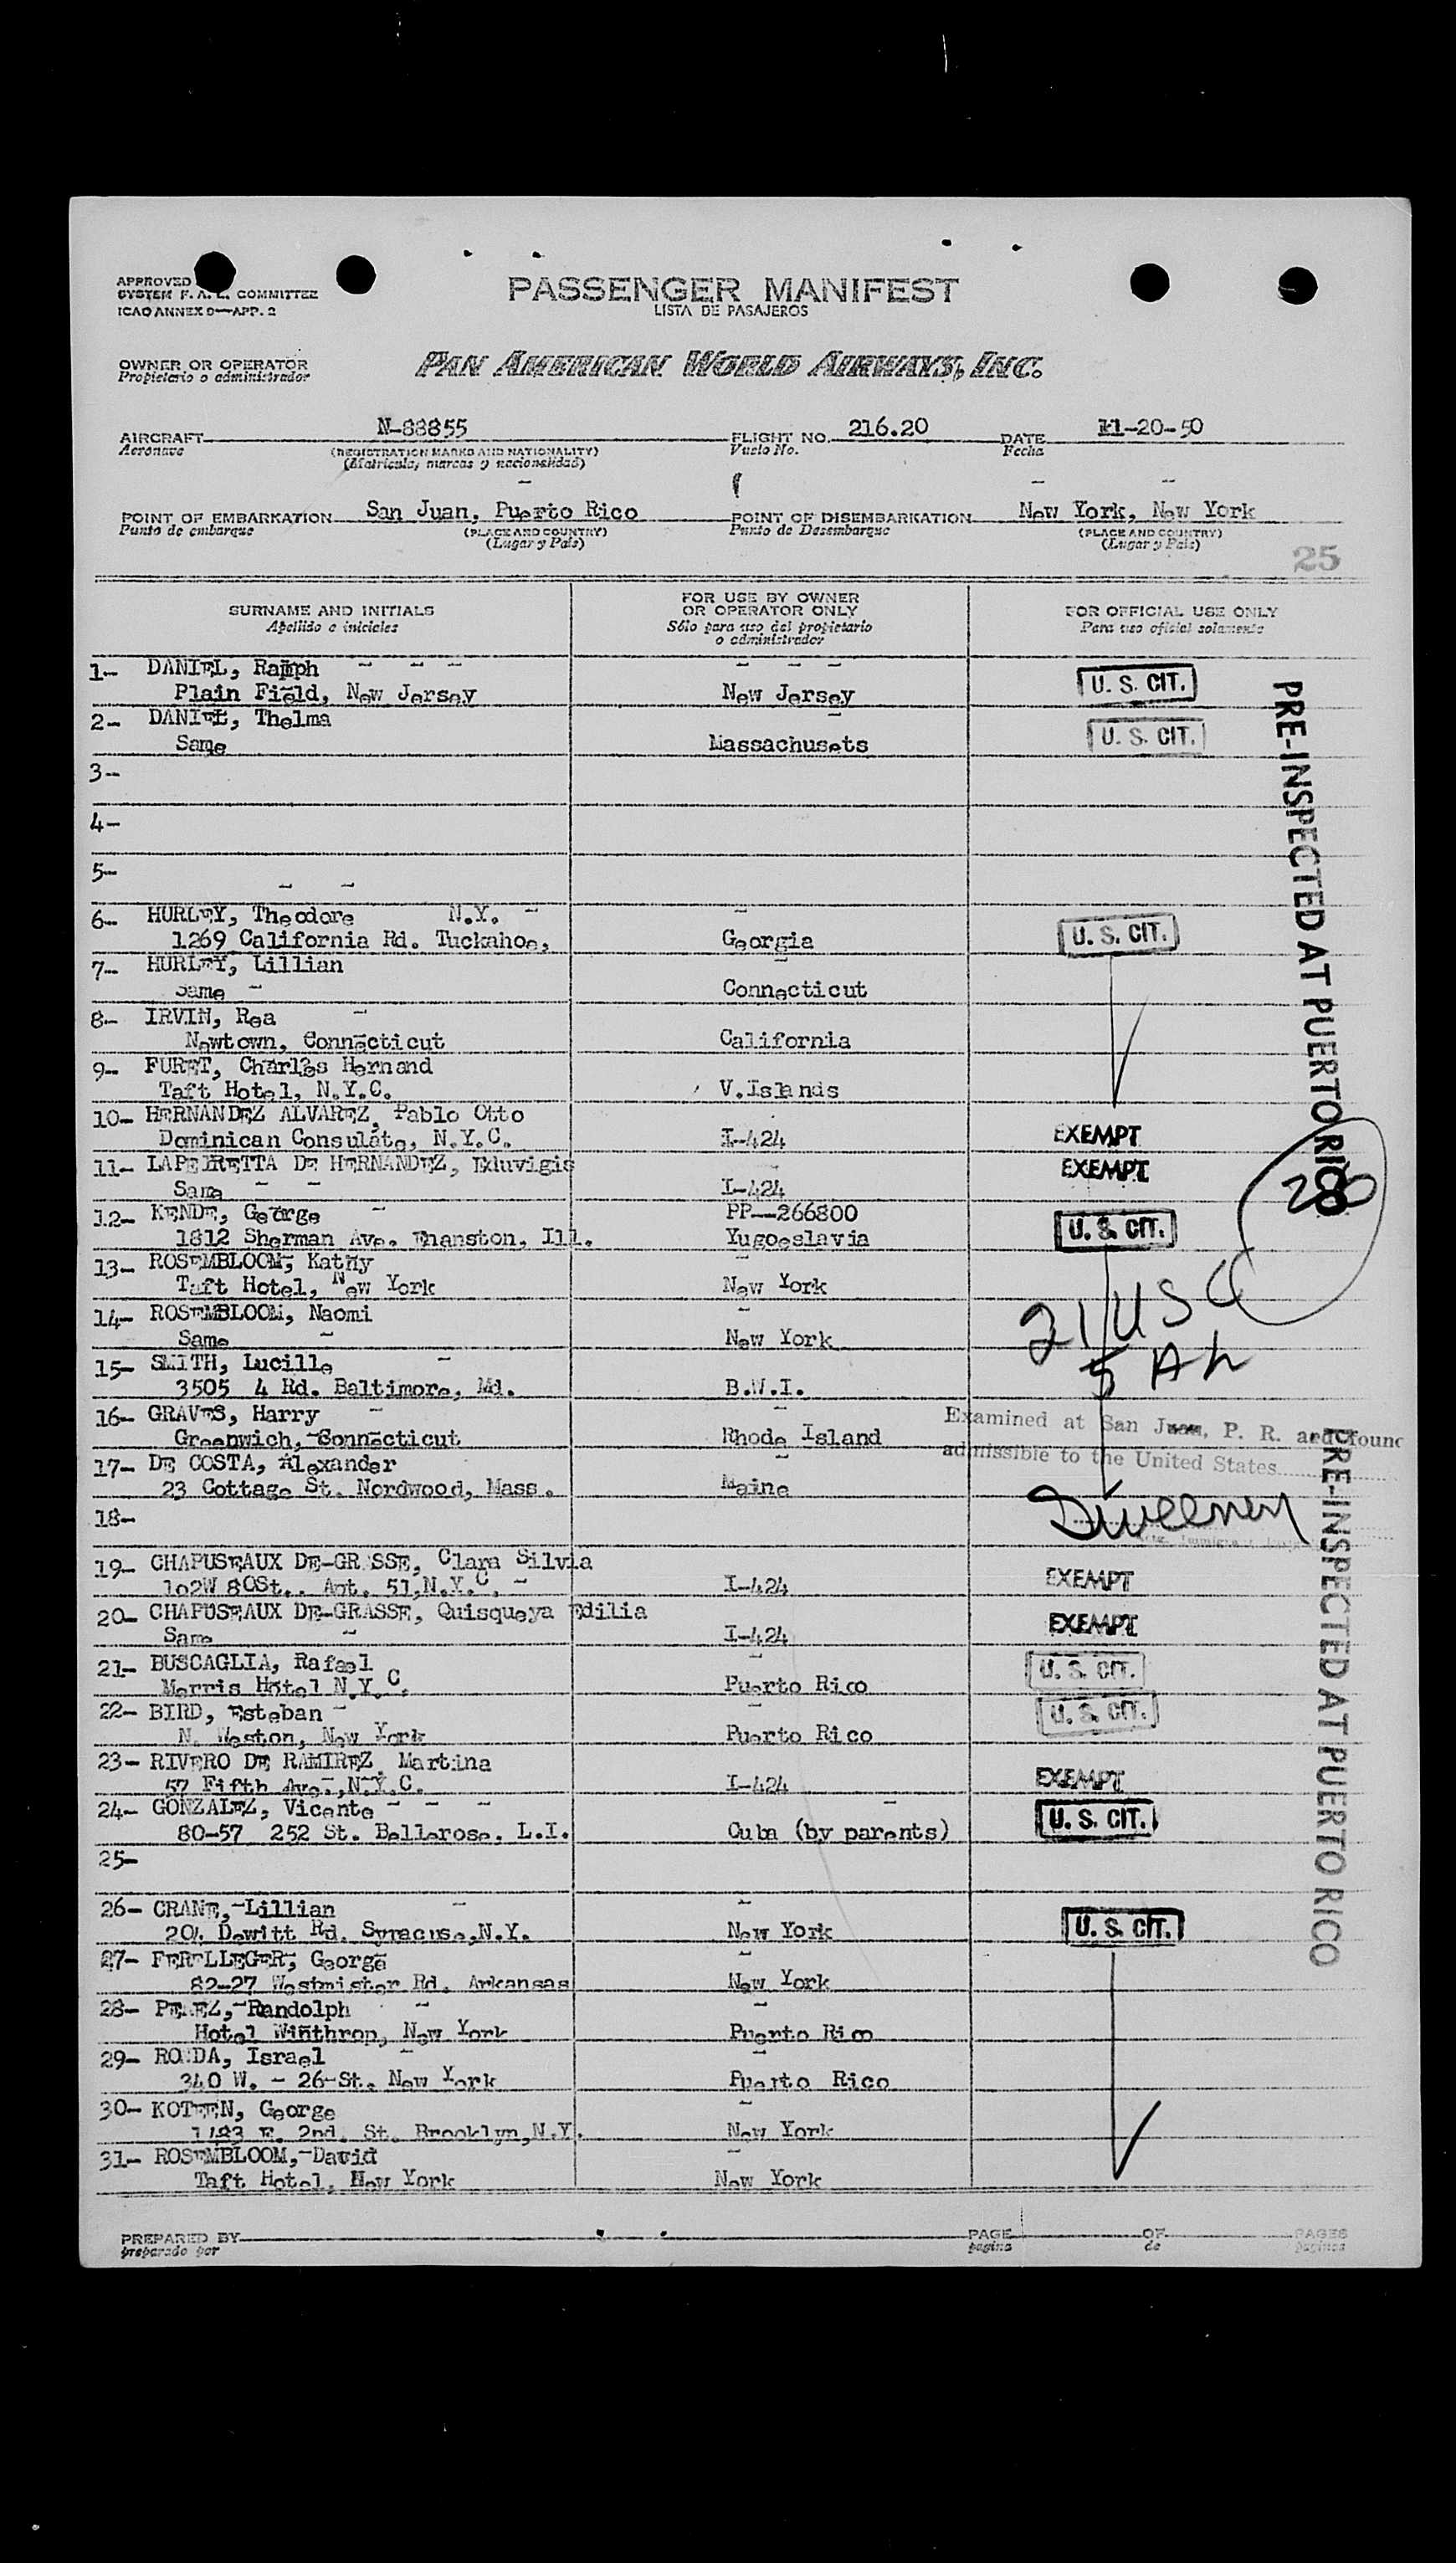 APPROVED
SYSTEM F. A. L. COMMITTEE
ICAO ANNEX 9—APP. 2
PASSENGER MANIFEST
LISTA DE PASAJEROS
OWNER OR OPERATOR
Propietario o administrador
PAN AMERICAN WORLD AIRWAYS, INC.
AIRCRAFT N-88855 FLIGHT NO. 216.20 DATE 11-20-50
Aeronave (REGISTRATION MARKS AND NATIONALITY) Vuelo No. Fecha
(Matricula, marcas y nacionalidad)
POINT OF EMBARKATION San Juan, Puerto Rico POINT OF DISEMBARKATION New York, New York
Punto de embarque (PLACE AND COUNTRY) Punto de Desembarque (PLACE AND COUNTRY)
(Lugar y País) (Lugar y País)
25
SURNAME AND INITIALS
Apellido e iniciales
FOR USE BY OWNER
OR OPERATOR ONLY
Sólo para uso del propietario
o administrador
FOR OFFICIAL USE ONLY
Para uso oficial solamente
1- DANIEL, Ralph
Plain Field, New Jersey New Jersey U. S. CIT.
2- DANIEL, Thelma
Same Massachusets U. S. CIT.
3-
4-
5-
6- HURLEY, Theodore N.Y.
1269 California Rd. Tuckahoe, Georgia U. S. CIT.
7- HURLEY, Lillian
Same Connecticut
8- IRVIN, Rea
Newtown, Connecticut California
9- FURET, Charles Hernand
Taft Hotel, N.Y.C. V.Islands
10- HERNANDEZ ALVAREZ, Pablo Otto
Dominican Consulate, N.Y.C. I-424 EXEMPT
11- LAPEIRETTA DE HERNANDEZ, Eduvigis
Same I-424 EXEMPT
12- KENDE, George PP--266800
1812 Sherman Ave. Ehanston, Ill. Yugoeslavia U. S. CIT.
13- ROSEMBLOOM, Kathy
Taft Hotel, New York New York
14- ROSEMBLOOM, Naomi
Same New York
15- SMITH, Lucille
3505 4 Rd. Baltimore, Md. B.W.I.
16- GRAVES, Harry
Greenwich, Connecticut Rhode Island
17- DE COSTA, Alexander
23 Cottage St. Nordwood, Mass. Maine
18-
19- CHAPUSEAUX DE-GRASSE, Clara Silvia
102W 80St., Apt. 51,N.Y.C. I-424 EXEMPT
20- CHAPUSEAUX DE-GRASSE, Quisqueya Edilia
Same I-424 EXEMPT
21- BUSCAGLIA, Rafael
Morris Hotel N.Y.C. Puerto Rico U. S. CIT.
22- BIRD, Esteban
N. Weston, New York Puerto Rico U. S. CIT.
23- RIVERO DE RAMIREZ, Martina
57 Fifth Ave.,N.Y.C. I-424 EXEMPT
24- GONZALEZ, Vicente
80-57 252 St. Bellerose, L.I. Cuba (by parents) U. S. CIT.
25-
26- CRANE, Lillian
204 Dewitt Rd. Syracuse,N.Y. New York U. S. CIT.
27- George
82-27 Westmister Rd. Arkansas New York
28- PEREZ, Randolph
Hotel Winthrop, New York Puerto Rico
29- Israel
340 W. - 26-St. New York Puerto Rico
30- KOTEEN, George
1483 E. 2nd. St. Brooklyn,N.Y. New York
31- ROSEMBLOOM, David
Taft Hotel, New York New York
PRE-INSPECTED AT PUERTO RICO
21 USC
5 AL
Examined at San Juan, P. R. and found
admissible to the United States
Sweeney
PRE-INSPECTED AT PUERTO RICO
PREPARED BY PAGE OF PAGES
preparado por pagina de paginas